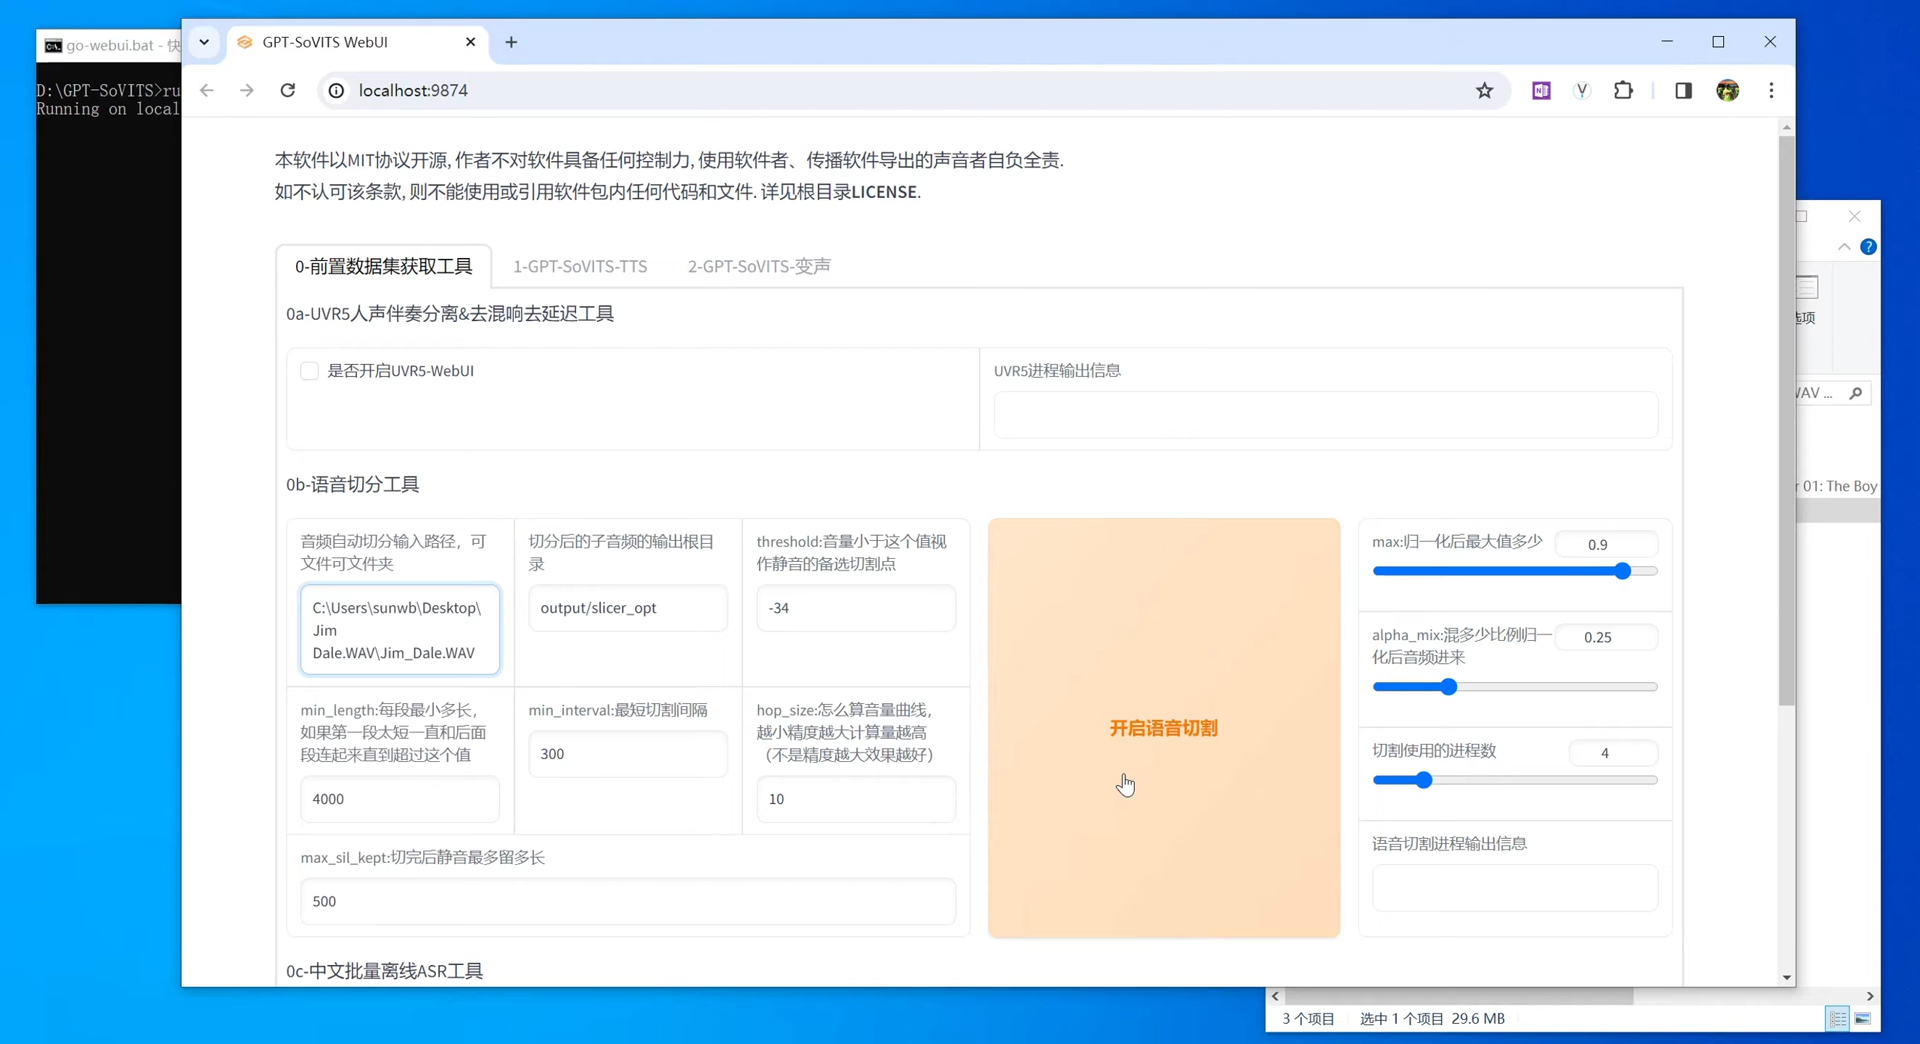 go-webui.bat - 快
D:\GPT-SoVITS>ru
Running on local
GPT-SoVITS WebUI
localhost:9874
本软件以MIT协议开源, 作者不对软件具备任何控制力, 使用软件者、传播软件导出的声音者自负全责.
如不认可该条款, 则不能使用或引用软件包内任何代码和文件. 详见根目录LICENSE.
0-前置数据集获取工具
1-GPT-SoVITS-TTS
2-GPT-SoVITS-变声
0a-UVR5人声伴奏分离&去混响去延迟工具
是否开启UVR5-WebUI
UVR5进程输出信息
0b-语音切分工具
音频自动切分输入路径，可
文件可文件夹
C:\Users\sunwb\Desktop\
Jim
Dale.WAV\Jim_Dale.WAV
切分后的子音频的输出根目
录
output/slicer_opt
threshold:音量小于这个值视
作静音的备选切割点
-34
min_length:每段最小多长，
如果第一段太短一直和后面
段连起来直到超过这个值
4000
min_interval:最短切割间隔
300
hop_size:怎么算音量曲线，
越小精度越大计算量越高
（不是精度越大效果越好）
10
max_sil_kept:切完后静音最多留多长
500
开启语音切割
max:归一化后最大值多少
0.9
alpha_mix:混多少比例归一
化后音频进来
0.25
切割使用的进程数
4
语音切割进程输出信息
0c-中文批量离线ASR工具
选项
WAV ...
r 01: The Boy
3 个项目
选中 1 个项目 29.6 MB